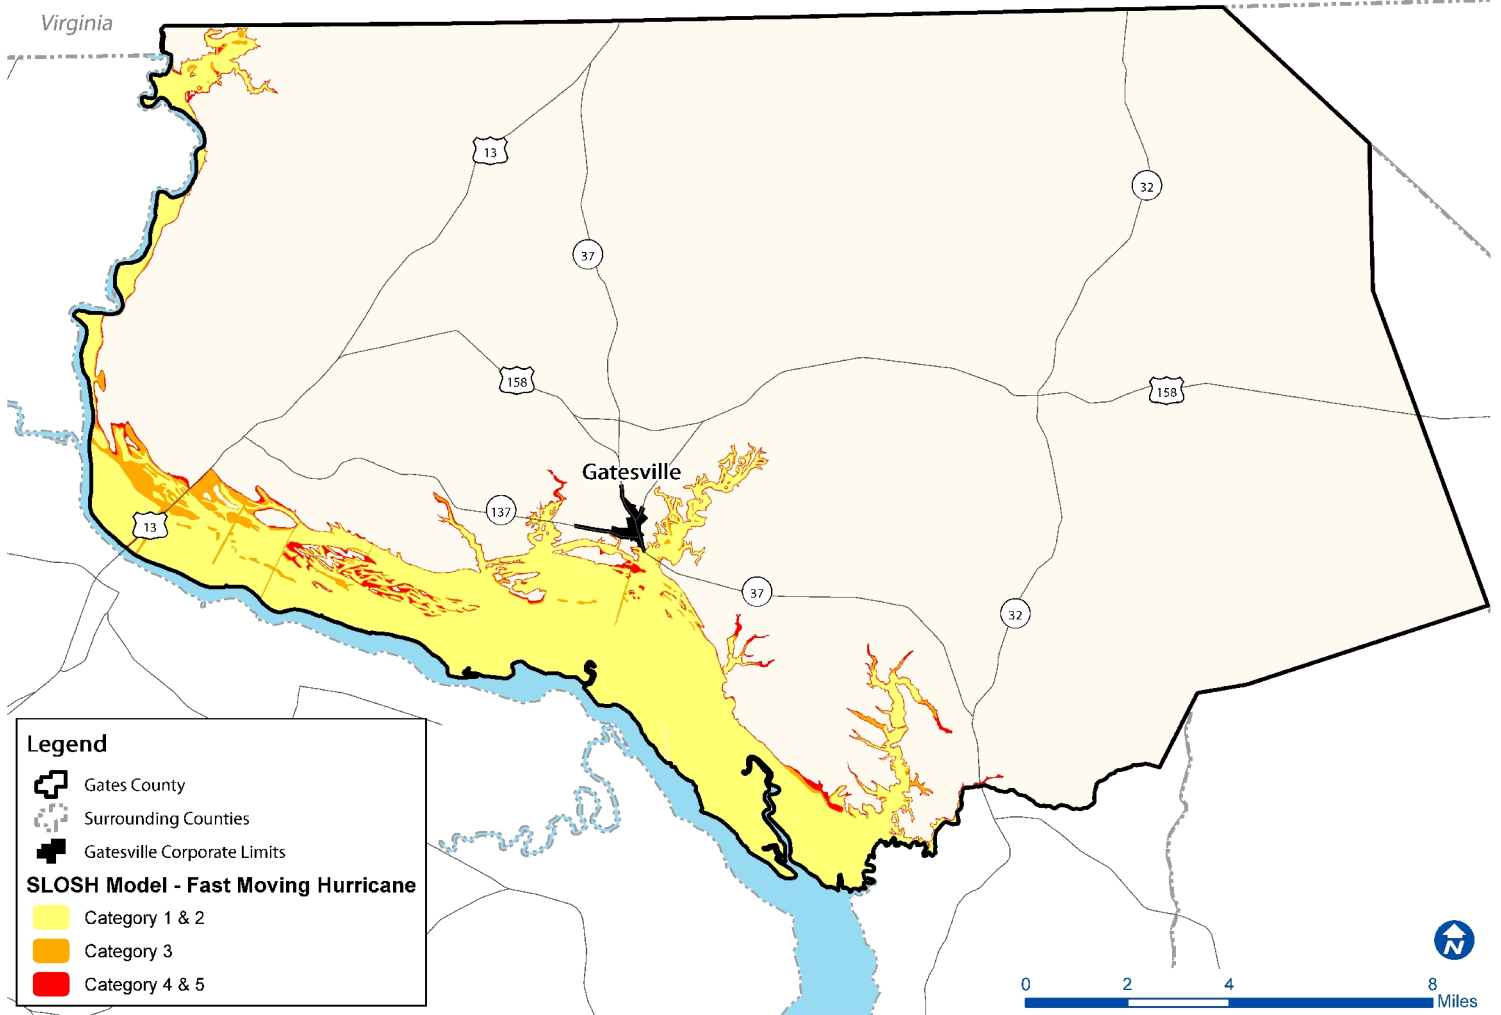 Virginia
13
32
37
158
158
Gatesville
137
13
37
32
Legend
Gates County
Surrounding Counties
Gatesville Corporate Limits
SLOSH Model - Fast Moving Hurricane
Category 1 & 2
Category 3
Category 4 & 5
N
0 2 4 8
Miles